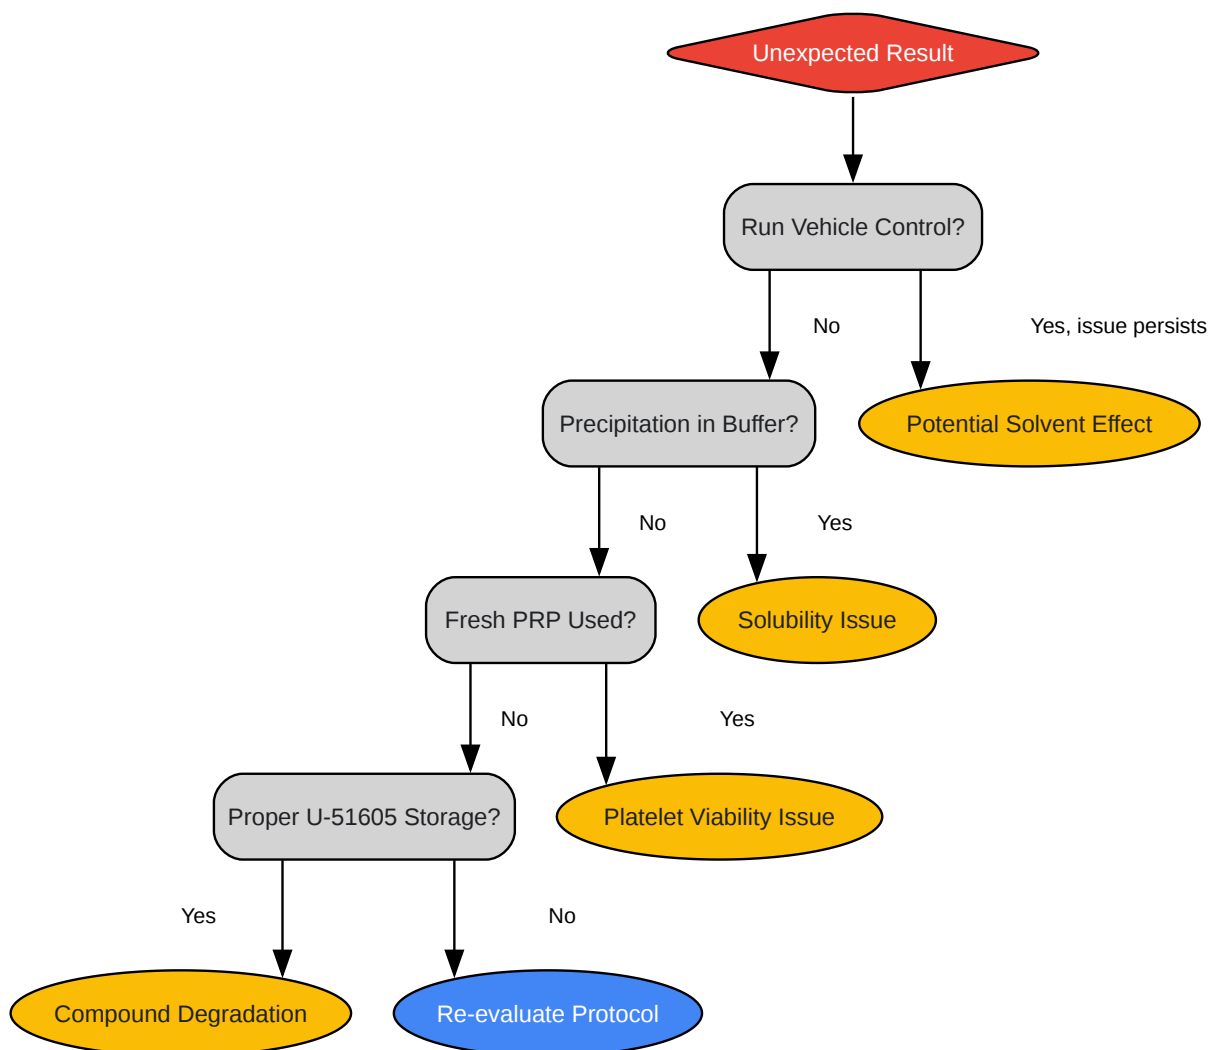 Unexpected Result
Run Vehicle Control?
No
Yes, issue persists
Precipitation in Buffer?
Potential Solvent Effect
No
Yes
Fresh PRP Used?
Solubility Issue
No
Yes
Proper U-51605 Storage?
Platelet Viability Issue
Yes
No
Compound Degradation
Re-evaluate Protocol